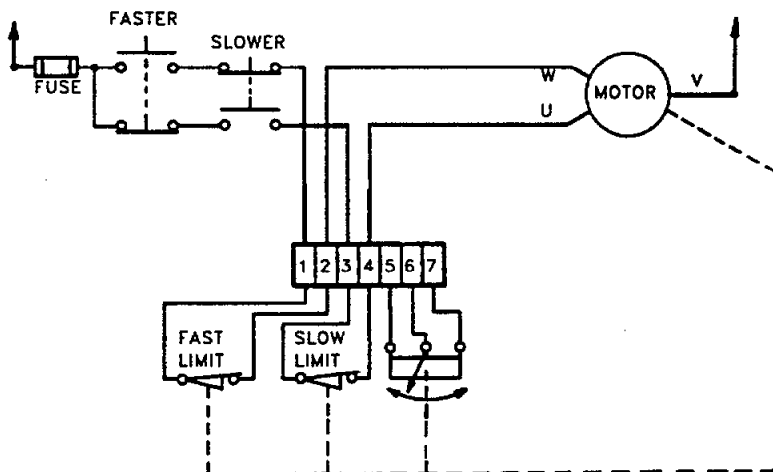 FASTER
SLOWER
FUSE
W
V
MOTOR
U
1 2 3 4 5 6 7
FAST
LIMIT
SLOW
LIMIT